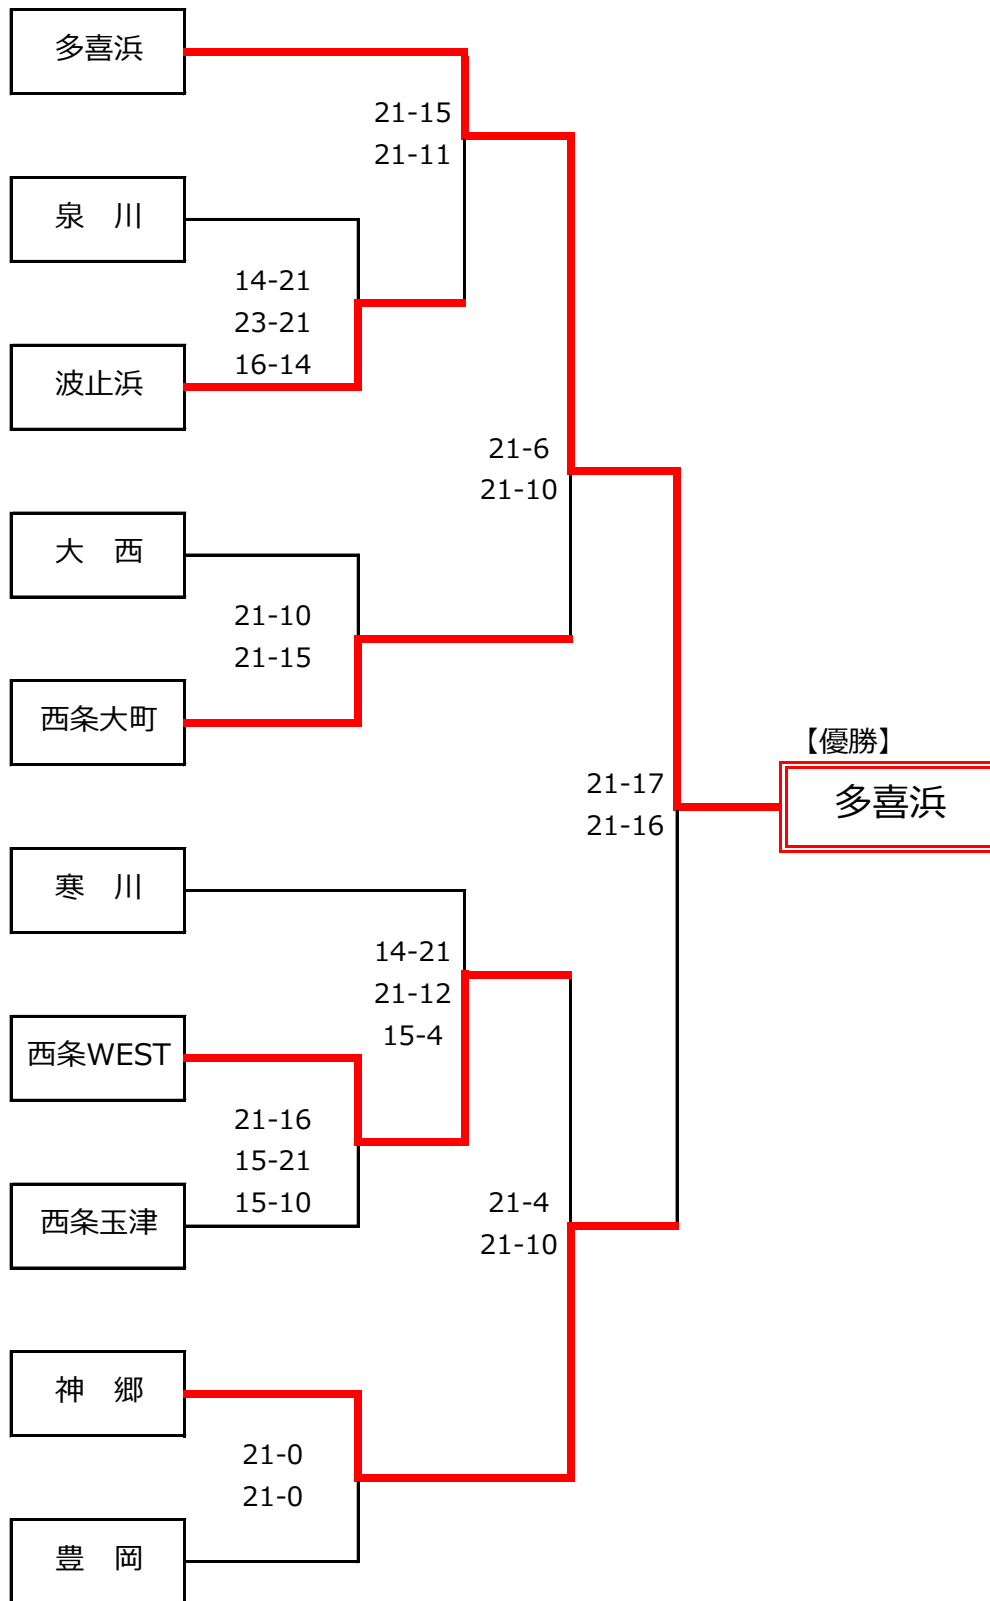 多喜浜
21-15
21-11
泉　川
14-21
23-21
16-14
波止浜
21-6
21-10
大　西
21-10
21-15
西条大町
【優勝】
多喜浜
21-17
21-16
寒　川
14-21
21-12
15-4
西条WEST
21-16
15-21
15-10
西条玉津
21-4
21-10
神　郷
21-0
21-0
豊　岡